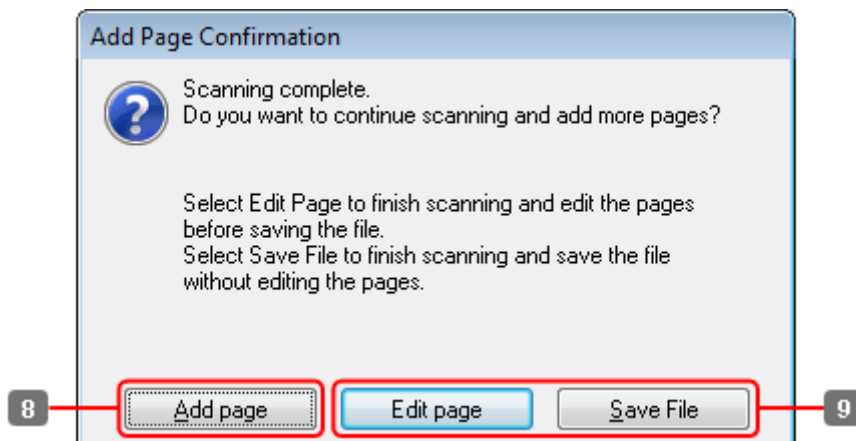 Add Page Confirmation
Scanning complete.
Do you want to continue scanning and add more pages?
Select Edit Page to finish scanning and edit the pages
before saving the file.
Select Save File to finish scanning and save the file
without editing the pages.
8 Add page Edit page Save File 9